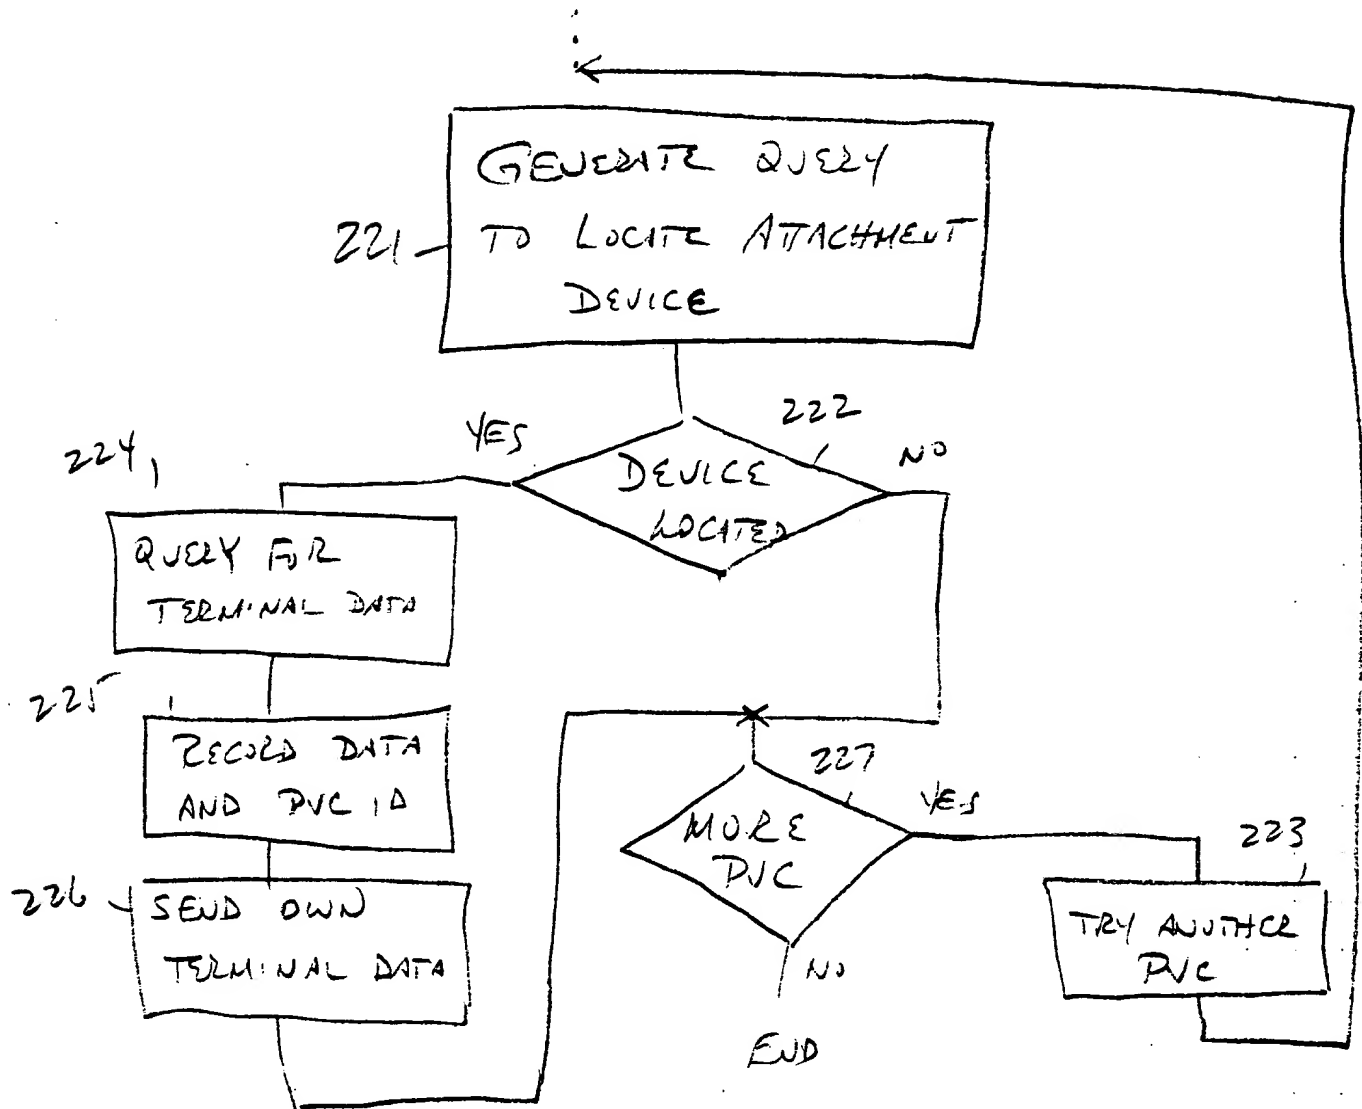 GENERATE QUERY
221 TO LOCATE ATTACHMENT
DEVICE
222
YES
NO
DEVICE
LOCATED
224
QUERY FOR
TERMINAL DATA
225
RECORD DATA
AND PVC ID
226 SEND OWN
TERMINAL DATA
227
MORE
PVC
YES
NO
END
223
TRY ANOTHER
PVC